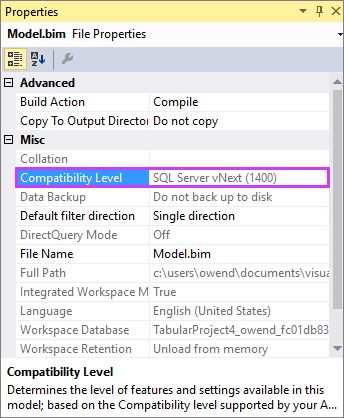 Properties
Model.bim File Properties
Advanced
Build Action Compile
Copy To Output Director Do not copy
Misc
Collation
Compatibility Level SQL Server vNext (1400)
Data Backup Do not back up to disk
Default filter direction Single direction
DirectQuery Mode Off
File Name Model.bim
Full Path c:\users\owend\documents\visua
Integrated Workspace M True
Language English (United States)
Workspace Database TabularProject4_owend_fc01db83
Workspace Retention Unload from memory
Compatibility Level
Determines the level of features and settings available in this
model; based on the Compatibility level supported by your A...